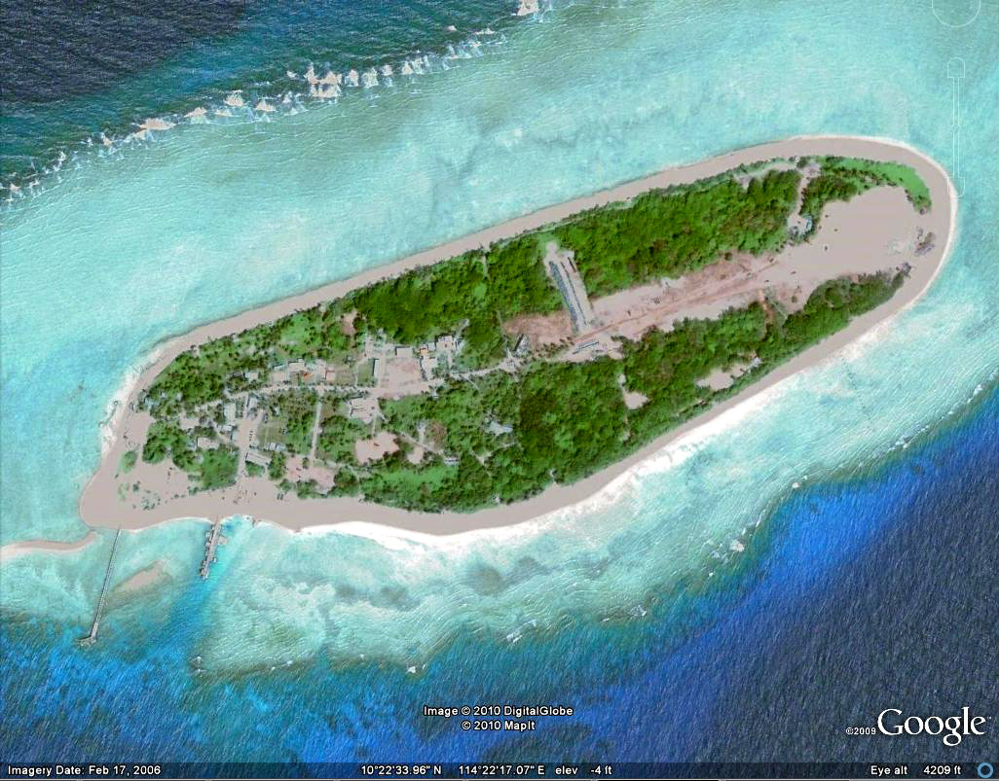 Image © 2010 DigitalGlobe
© 2010 MapIt
©2009 Google™
Imagery Date: Feb 17, 2006 10°22'33.96" N 114°22'17.07" E elev -4 ft Eye alt 4209 ft